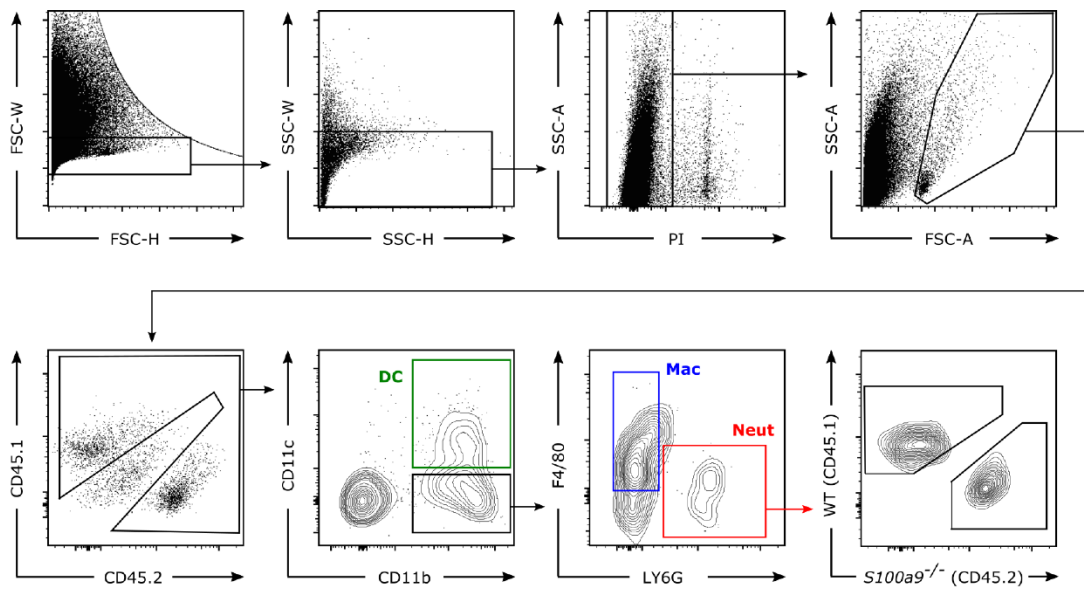 FSC-W
FSC-H
SSC-W
SSC-H
SSC-A
PI
SSC-A
FSC-A
CD45.1
CD45.2
CD11c
DC
CD11b
F4/80
Mac
Neut
LY6G
WT (CD45.1)
S100a9-/- (CD45.2)